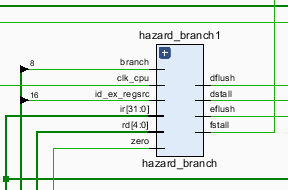 hazard_branch1
8
branch
clk_cpu
dflush
16
id_ex_regsrc
dstall
ir[31:0]
eflush
rd[4:0]
fstall
zero
hazard_branch